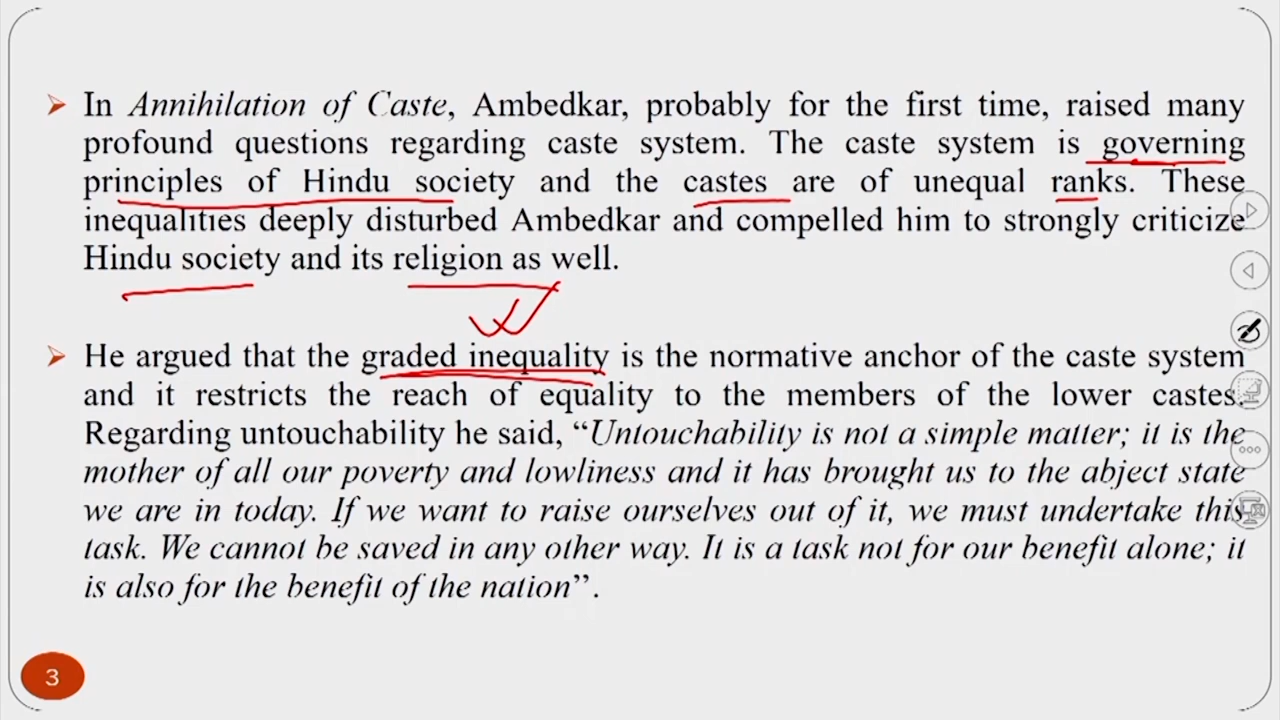 ➢ In Annihilation of Caste, Ambedkar, probably for the first time, raised many
profound questions regarding caste system. The caste system is governing
principles of Hindu society and the castes are of unequal ranks. These
inequalities deeply disturbed Ambedkar and compelled him to strongly criticize
Hindu society and its religion as well.
➢ He argued that the graded inequality is the normative anchor of the caste system
and it restricts the reach of equality to the members of the lower castes.
Regarding untouchability he said, “Untouchability is not a simple matter; it is the
mother of all our poverty and lowliness and it has brought us to the abject state
we are in today. If we want to raise ourselves out of it, we must undertake this
task. We cannot be saved in any other way. It is a task not for our benefit alone; it
is also for the benefit of the nation”.
3